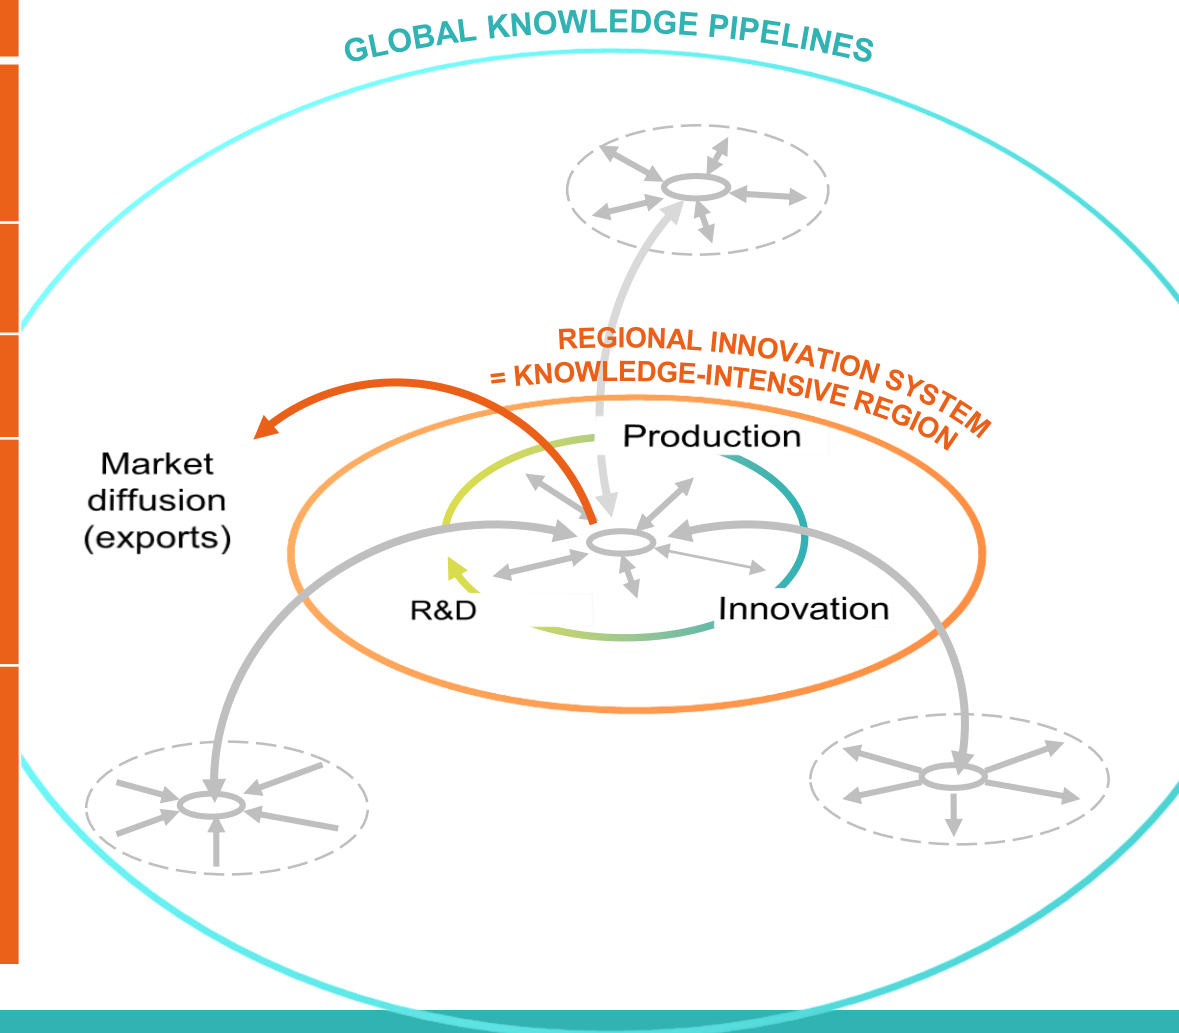 GLOBAL KNOWLEDGE PIPELINES
REGIONAL INNOVATION SYSTEM
= KNOWLEDGE-INTENSIVE REGION
Production
Market
diffusion
(exports)
R&D
Innovation